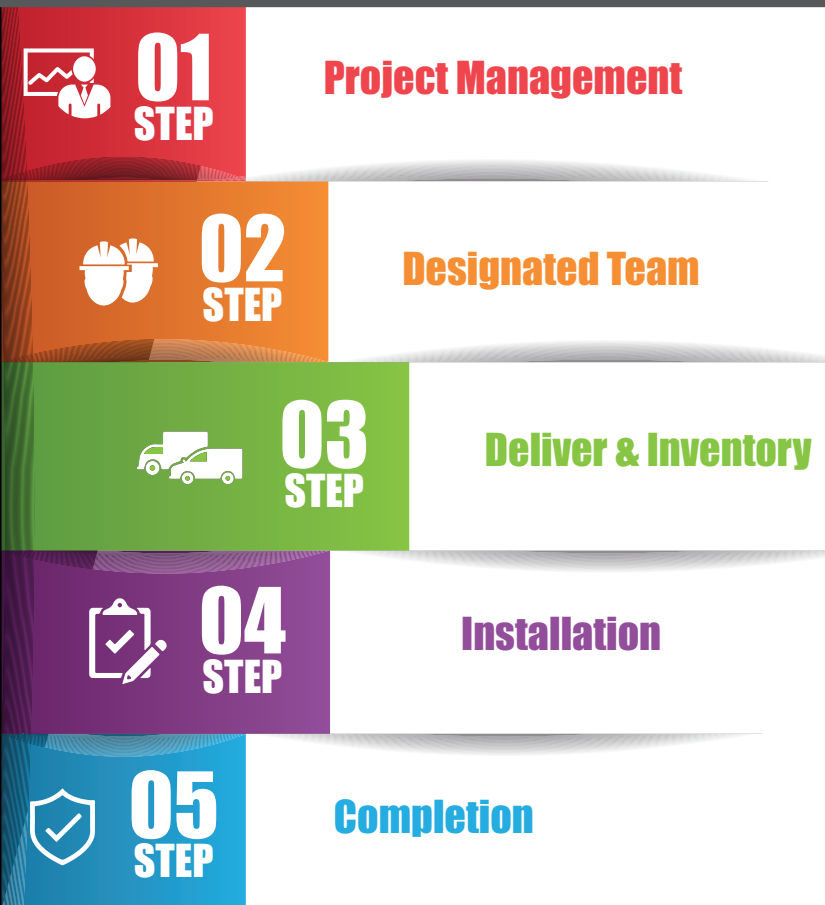 01
STEP
Project Management
02
STEP
Designated Team
03
STEP
Deliver & Inventory
04
STEP
Installation
05
STEP
Completion